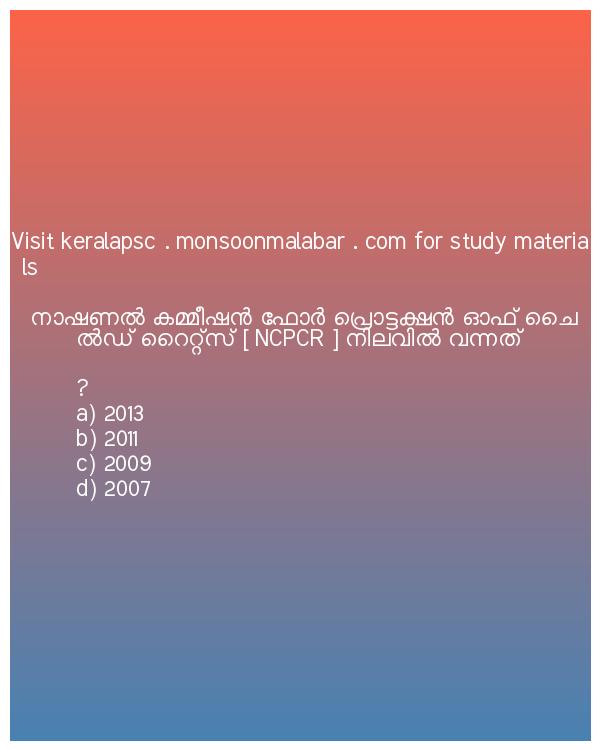 Visit keralapsc . monsoonmalabar . com for study materia
ls
നാഷണൽ കമ്മീഷൻ ഫോർ പ്രൊട്ടക്ഷൻ ഓഫ് ചൈ
ൽഡ് റൈറ്റ്സ് [ NCPCR ] നിലവിൽ വന്നത്
?
a) 2013
b) 2011
c) 2009
d) 2007